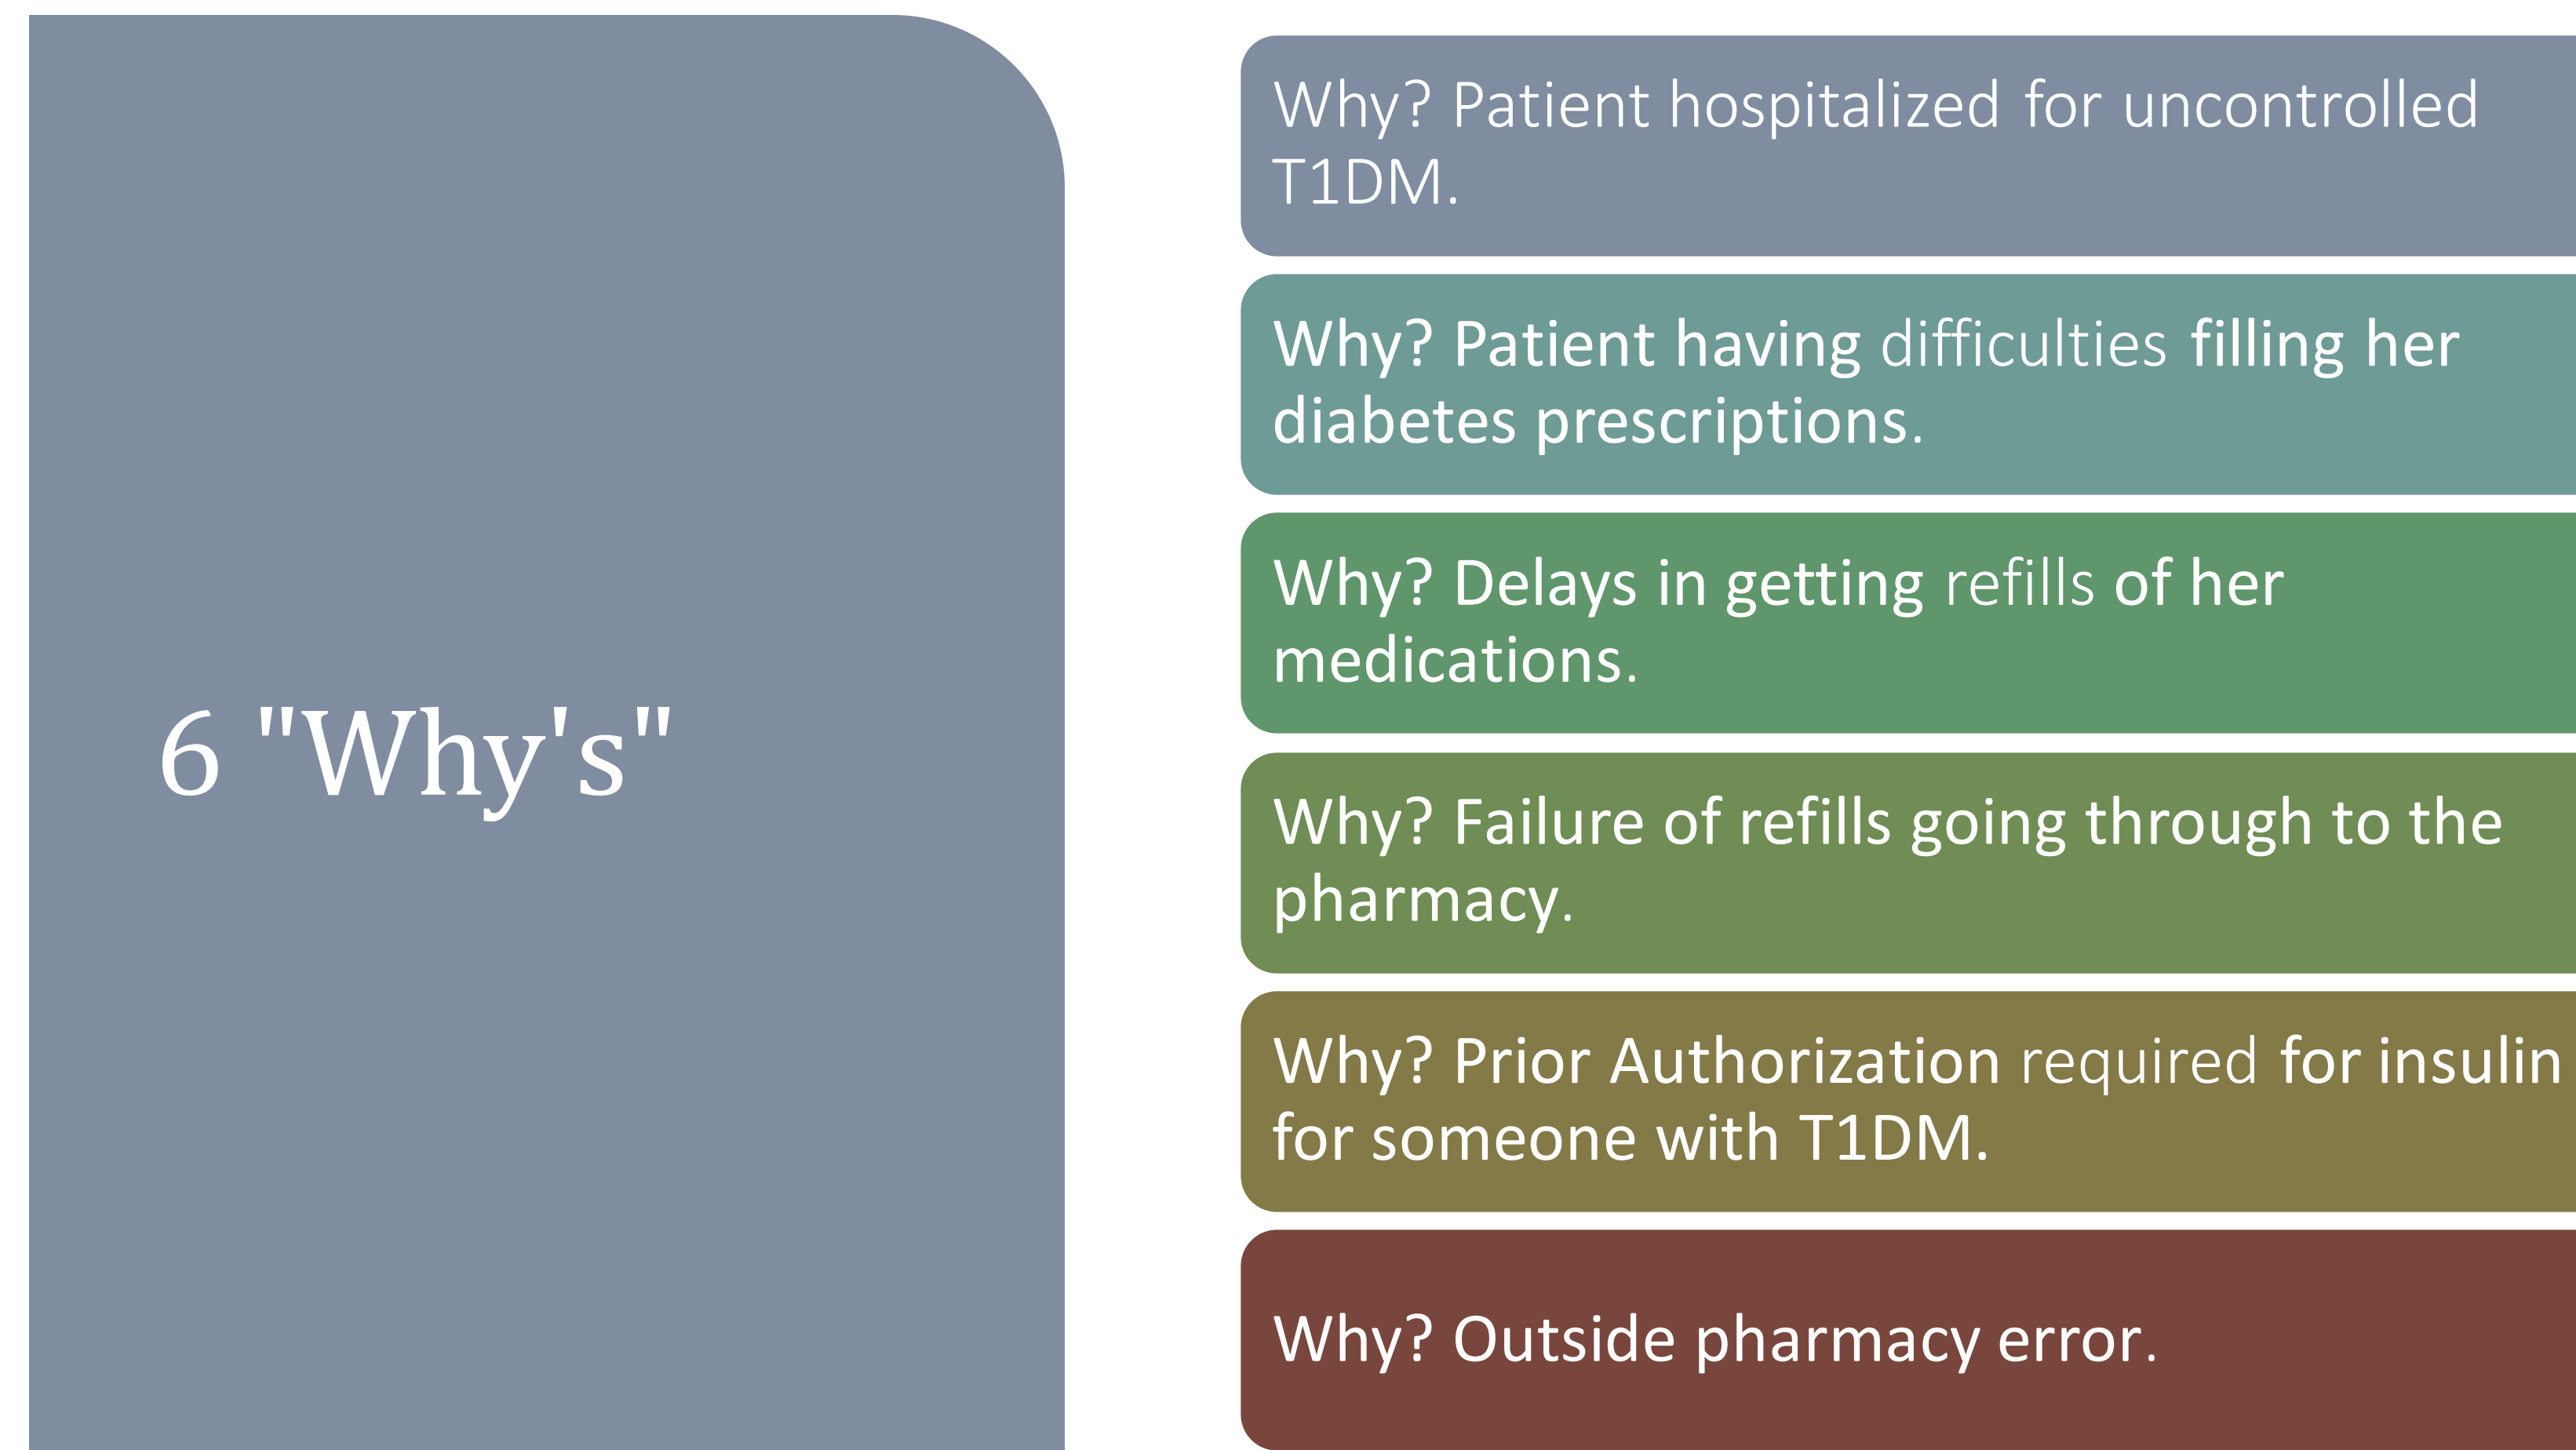 6 "Why's"
Why? Patient hospitalized for uncontrolled
T1DM.
Why? Patient having difficulties filling her
diabetes prescriptions.
Why? Delays in getting refills of her
medications.
Why? Failure of refills going through to the
pharmacy.
Why? Prior Authorization required for insulin
for someone with T1DM.
Why? Outside pharmacy error.